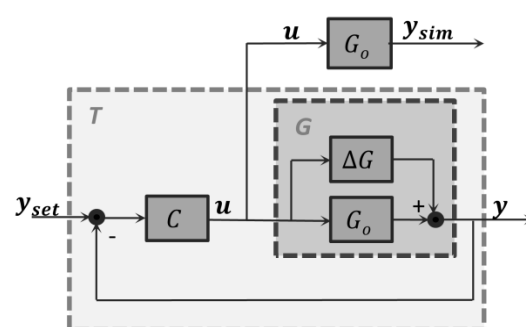 u G_o y_sim
T
G
ΔG
y_set - C u G_o + y